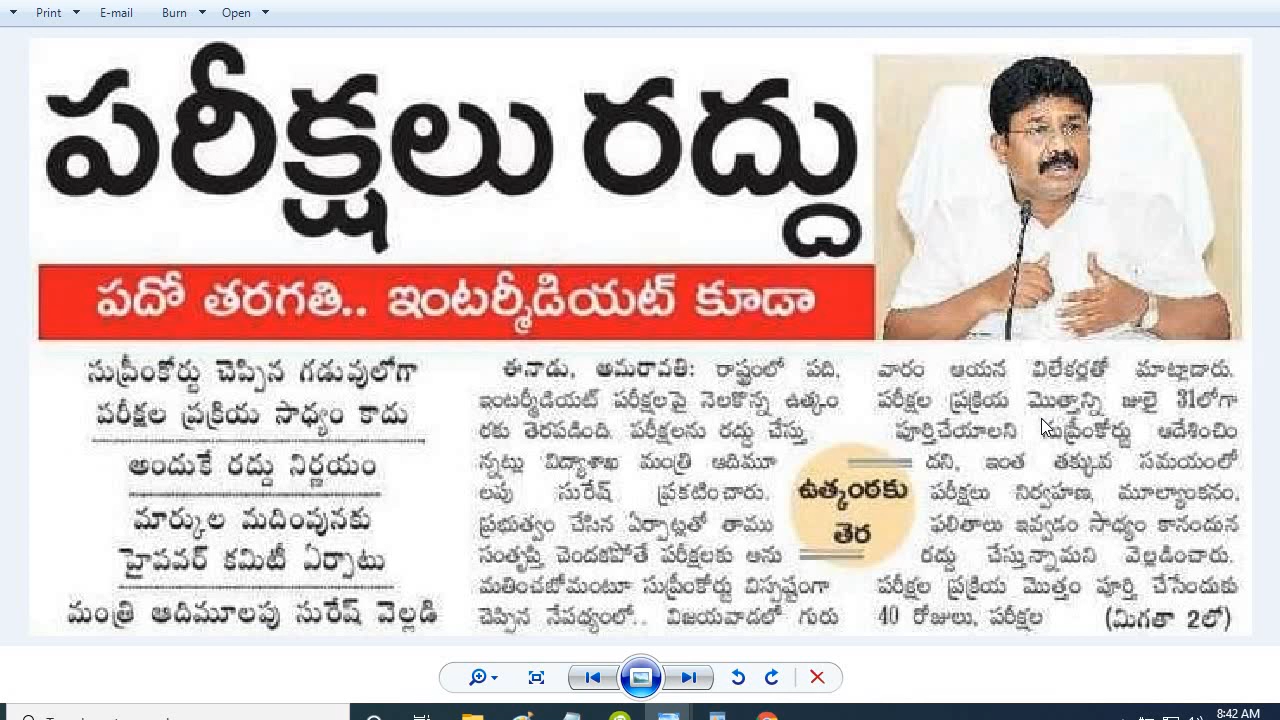 Print E-mail Burn Open
పరీక్షలు రద్దు
పదో తరగతి.. ఇంటర్మీడియట్ కూడా
సుప్రీంకోర్టు చెప్పిన గడువులోగా
పరీక్షల ప్రక్రియ సాధ్యం కాదు
అందుకే రద్దు నిర్ణయం
మార్కుల మదింపునకు
హైపవర్ కమిటీ ఏర్పాటు
మంత్రి ఆదిమూలపు సురేష్ వెల్లడి
ఈనాడు, అమరావతి: రాష్ట్రంలో పది,
ఇంటర్మీడియట్ పరీక్షలపై నెలకొన్న ఉత్కం
ఠకు తెరపడింది. పరీక్షలను రద్దు చేస్తు
న్నట్లు విద్యాశాఖ మంత్రి ఆదిమూ
లపు సురేష్ ప్రకటించారు.
ప్రభుత్వం చేసిన ఏర్పాట్లతో తాము
సంతృప్తి చెందకపోతే పరీక్షలకు అను
మతించబోమంటూ సుప్రీంకోర్టు విస్పష్టంగా
చెప్పిన నేపథ్యంలో.. విజయవాడలో గురు
ఉత్కంఠకు
తెర
వారం ఆయన విలేకర్లతో మాట్లాడారు.
పరీక్షల ప్రక్రియ మొత్తాన్ని జులై 31లోగా
పూర్తిచేయాలని సుప్రీంకోర్టు ఆదేశించిం
దని, ఇంత తక్కువ సమయంలో
పరీక్షలు నిర్వహణ, మూల్యాంకనం,
ఫలితాలు ఇవ్వడం సాధ్యం కానందున
రద్దు చేస్తున్నామని వెల్లడించారు.
పరీక్షల ప్రక్రియ మొత్తం పూర్తి చేసేందుకు
40 రోజులు, పరీక్షల (మిగతా 2లో)
8:42 AM